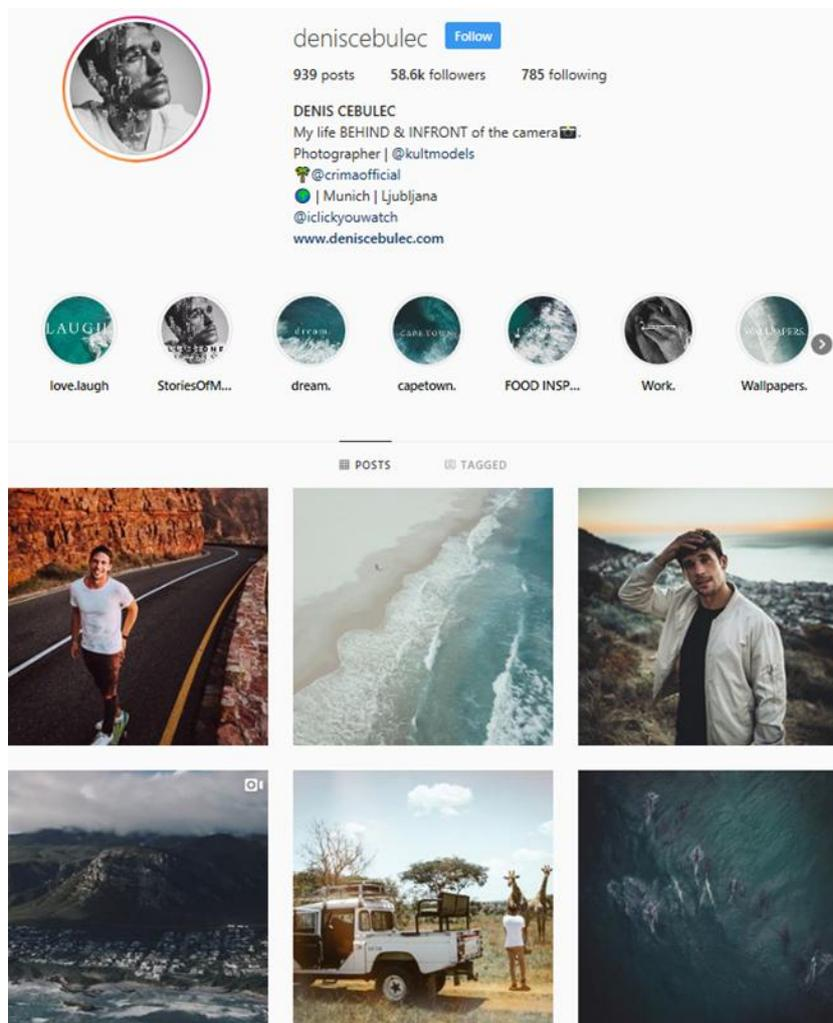 deniscebulec Follow
939 posts 58.6k followers 785 following
DENIS CEBULEC
My life BEHIND & INFRONT of the camera📸.
Photographer | @kultmodels
🌴@crimaofficial
🌍 | Munich | Ljubljana
@iclickyouwatch
www.deniscebulec.com
LAUGH dream. CAPETOWN WALLPAPERS.
love.laugh StoriesOfM... dream. capetown. FOOD INSP... Work. Wallpapers.
POSTS TAGGED